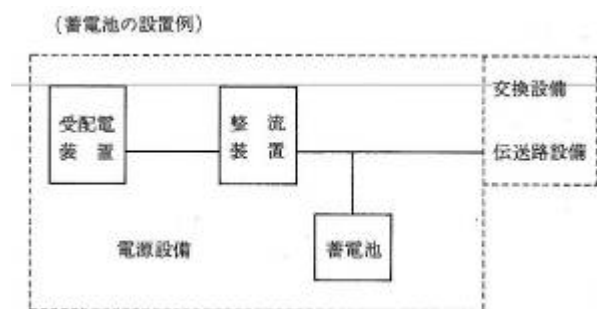 (蓄電池の設置例)
受配電
装置
整流
装置
交換設備
伝送路設備
電源設備
蓄電池